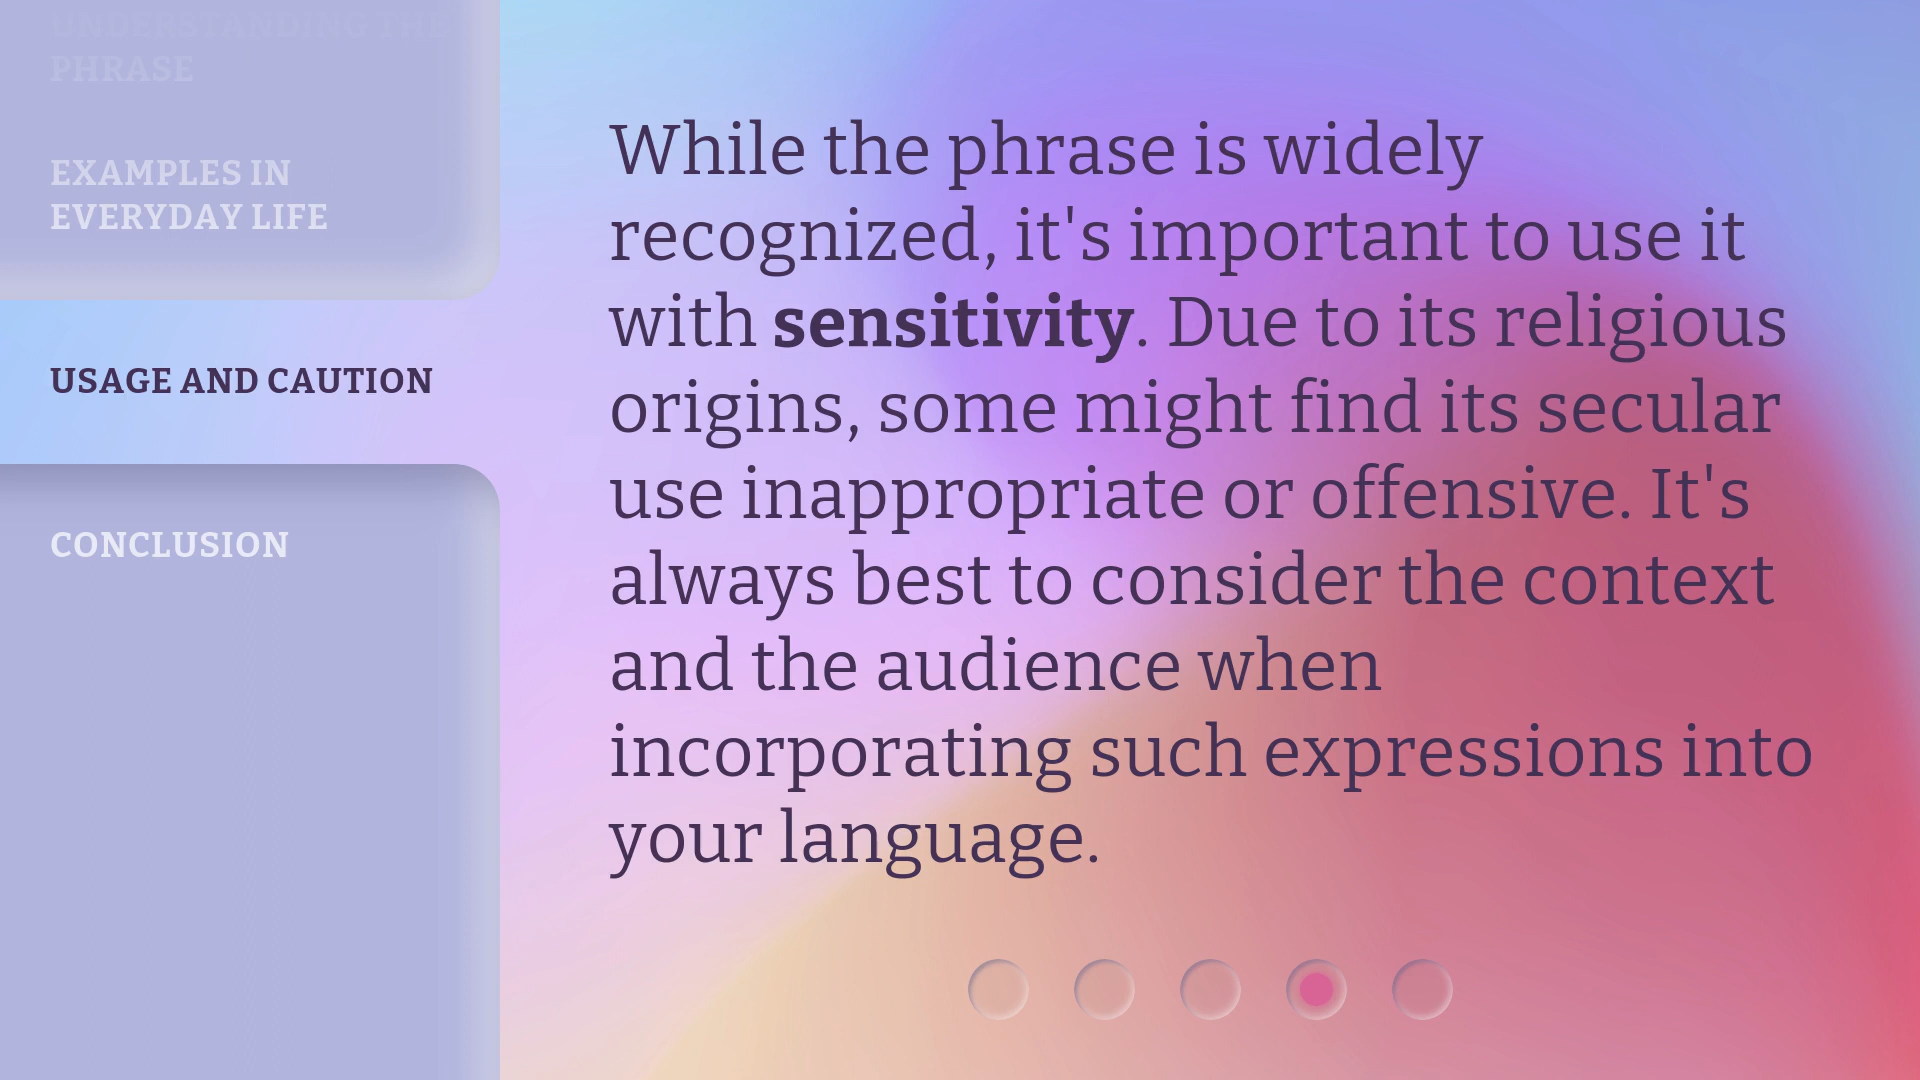 UNDERSTANDING THE
PHRASE
EXAMPLES IN
EVERYDAY LIFE
USAGE AND CAUTION
CONCLUSION
While the phrase is widely
recognized, it's important to use it
with sensitivity. Due to its religious
origins, some might find its secular
use inappropriate or offensive. It's
always best to consider the context
and the audience when
incorporating such expressions into
your language.